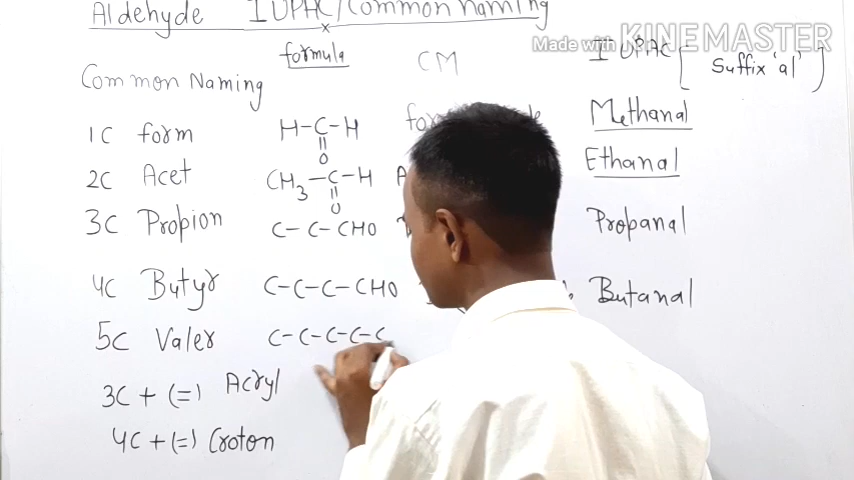 Aldehyde IUPAC/Common naming
Made with KINEMASTER
formula CM IUPAC [ Suffix 'al' ]
Common Naming
1C form H-C-H Methanal
O
2C Acet CH3-C-H A Ethanal
O
3C Propion C-C-CHO Propanal
4C Butyr C-C-C-CHO Butanal
5C Valer C-C-C-C-C
3C + (=) Acryl
4C + (=) Croton